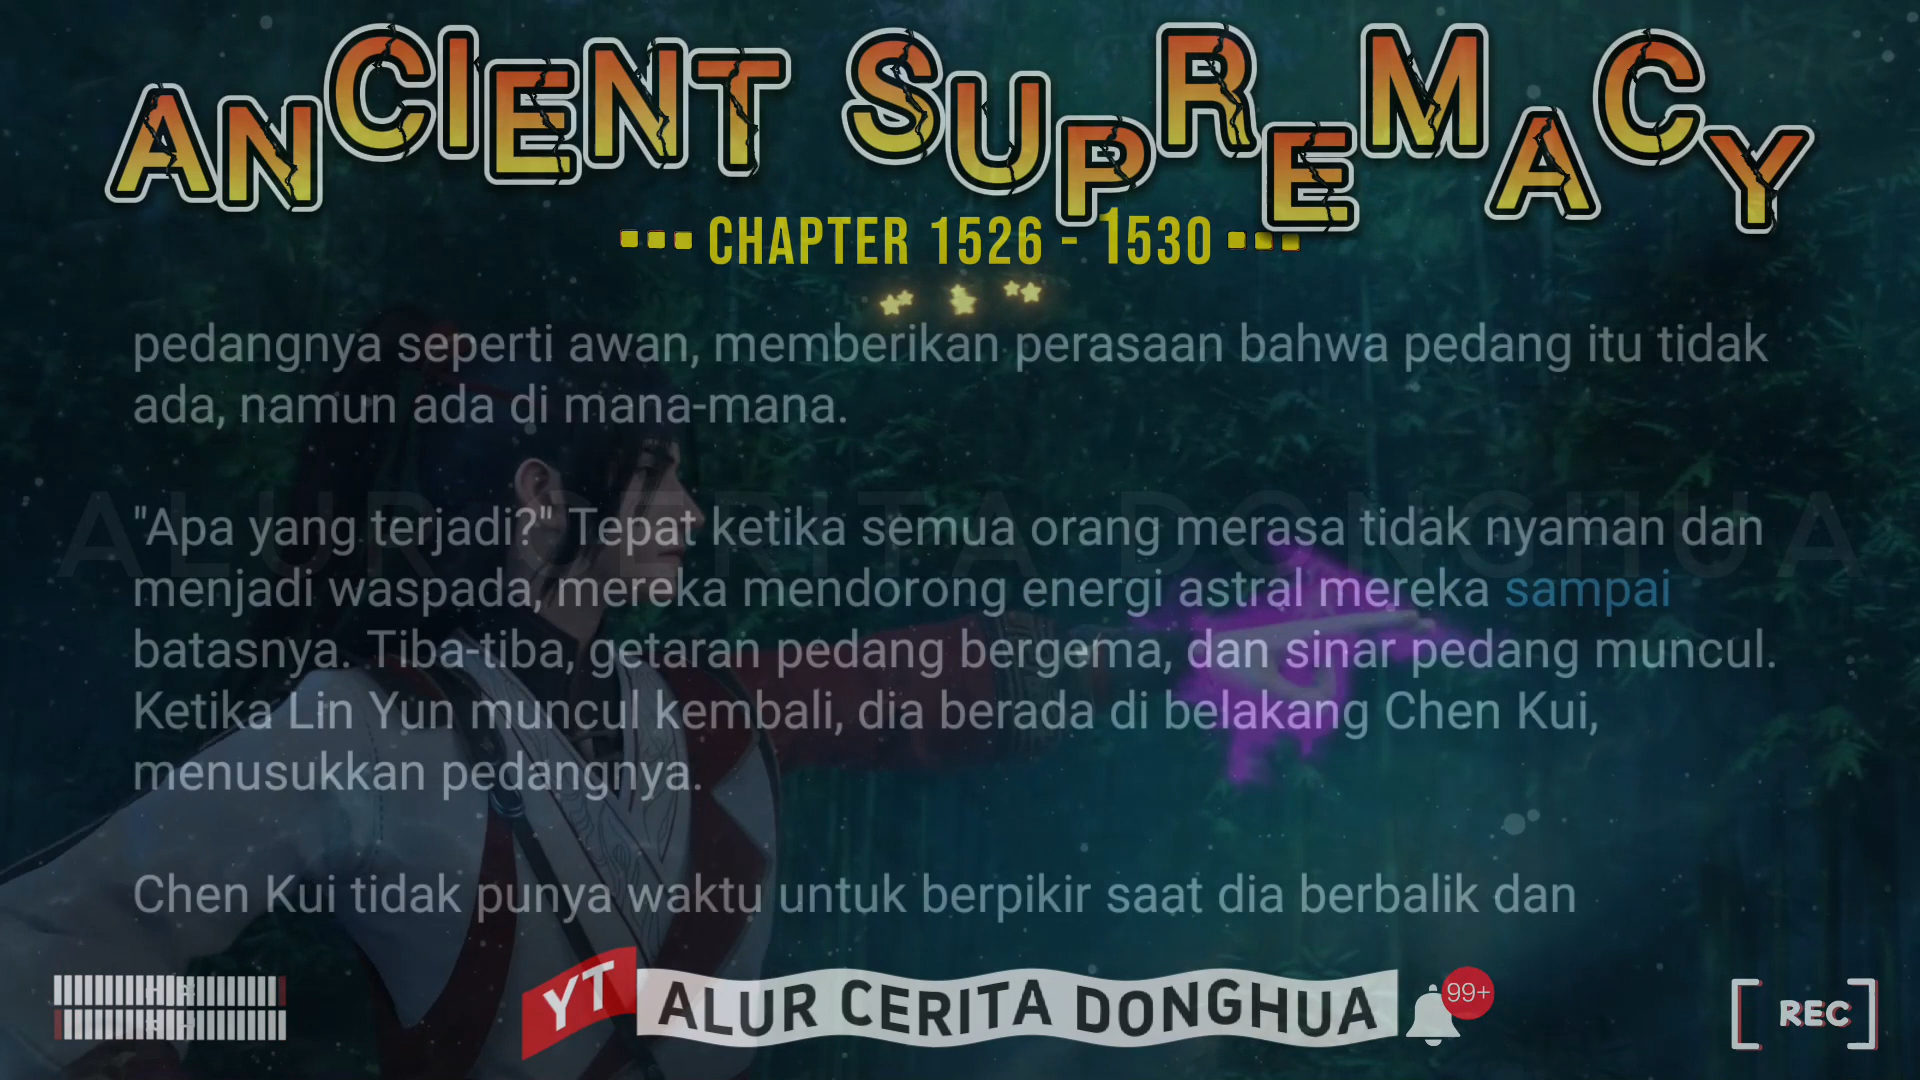 ANCIENT SUPREMACY
CHAPTER 1526 - 1530
pedangnya seperti awan, memberikan perasaan bahwa pedang itu tidak
ada, namun ada di mana-mana.
ALUR CERITA DONGHUA
"Apa yang terjadi?" Tepat ketika semua orang merasa tidak nyaman dan
menjadi waspada, mereka mendorong energi astral mereka sampai
batasnya. Tiba-tiba, getaran pedang bergema, dan sinar pedang muncul.
Ketika Lin Yun muncul kembali, dia berada di belakang Chen Kui,
menusukkan pedangnya.
Chen Kui tidak punya waktu untuk berpikir saat dia berbalik dan
YT ALUR CERITA DONGHUA 99+
REC